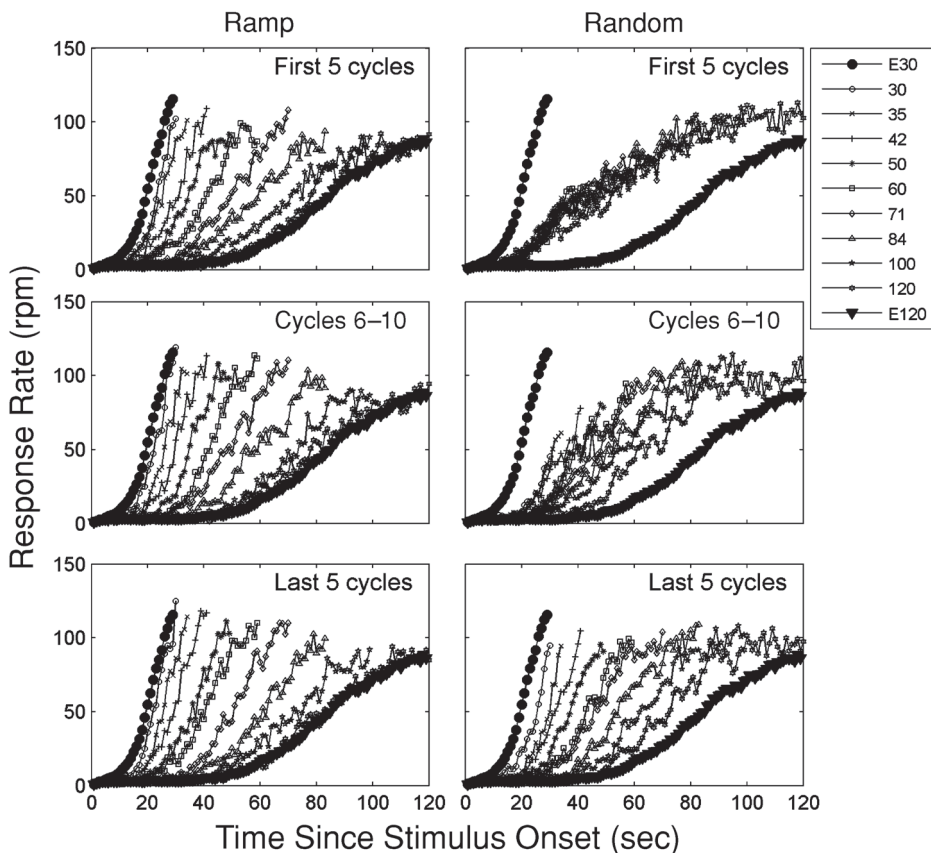 Ramp
Random
150
100
50
0
First 5 cycles
First 5 cycles
E30
30
35
42
50
60
71
84
100
120
E120
150
100
50
0
Cycles 6–10
Cycles 6–10
150
100
50
0
Last 5 cycles
Last 5 cycles
0 20 40 60 80 100 120
0 20 40 60 80 100 120
Response Rate (rpm)
Time Since Stimulus Onset (sec)